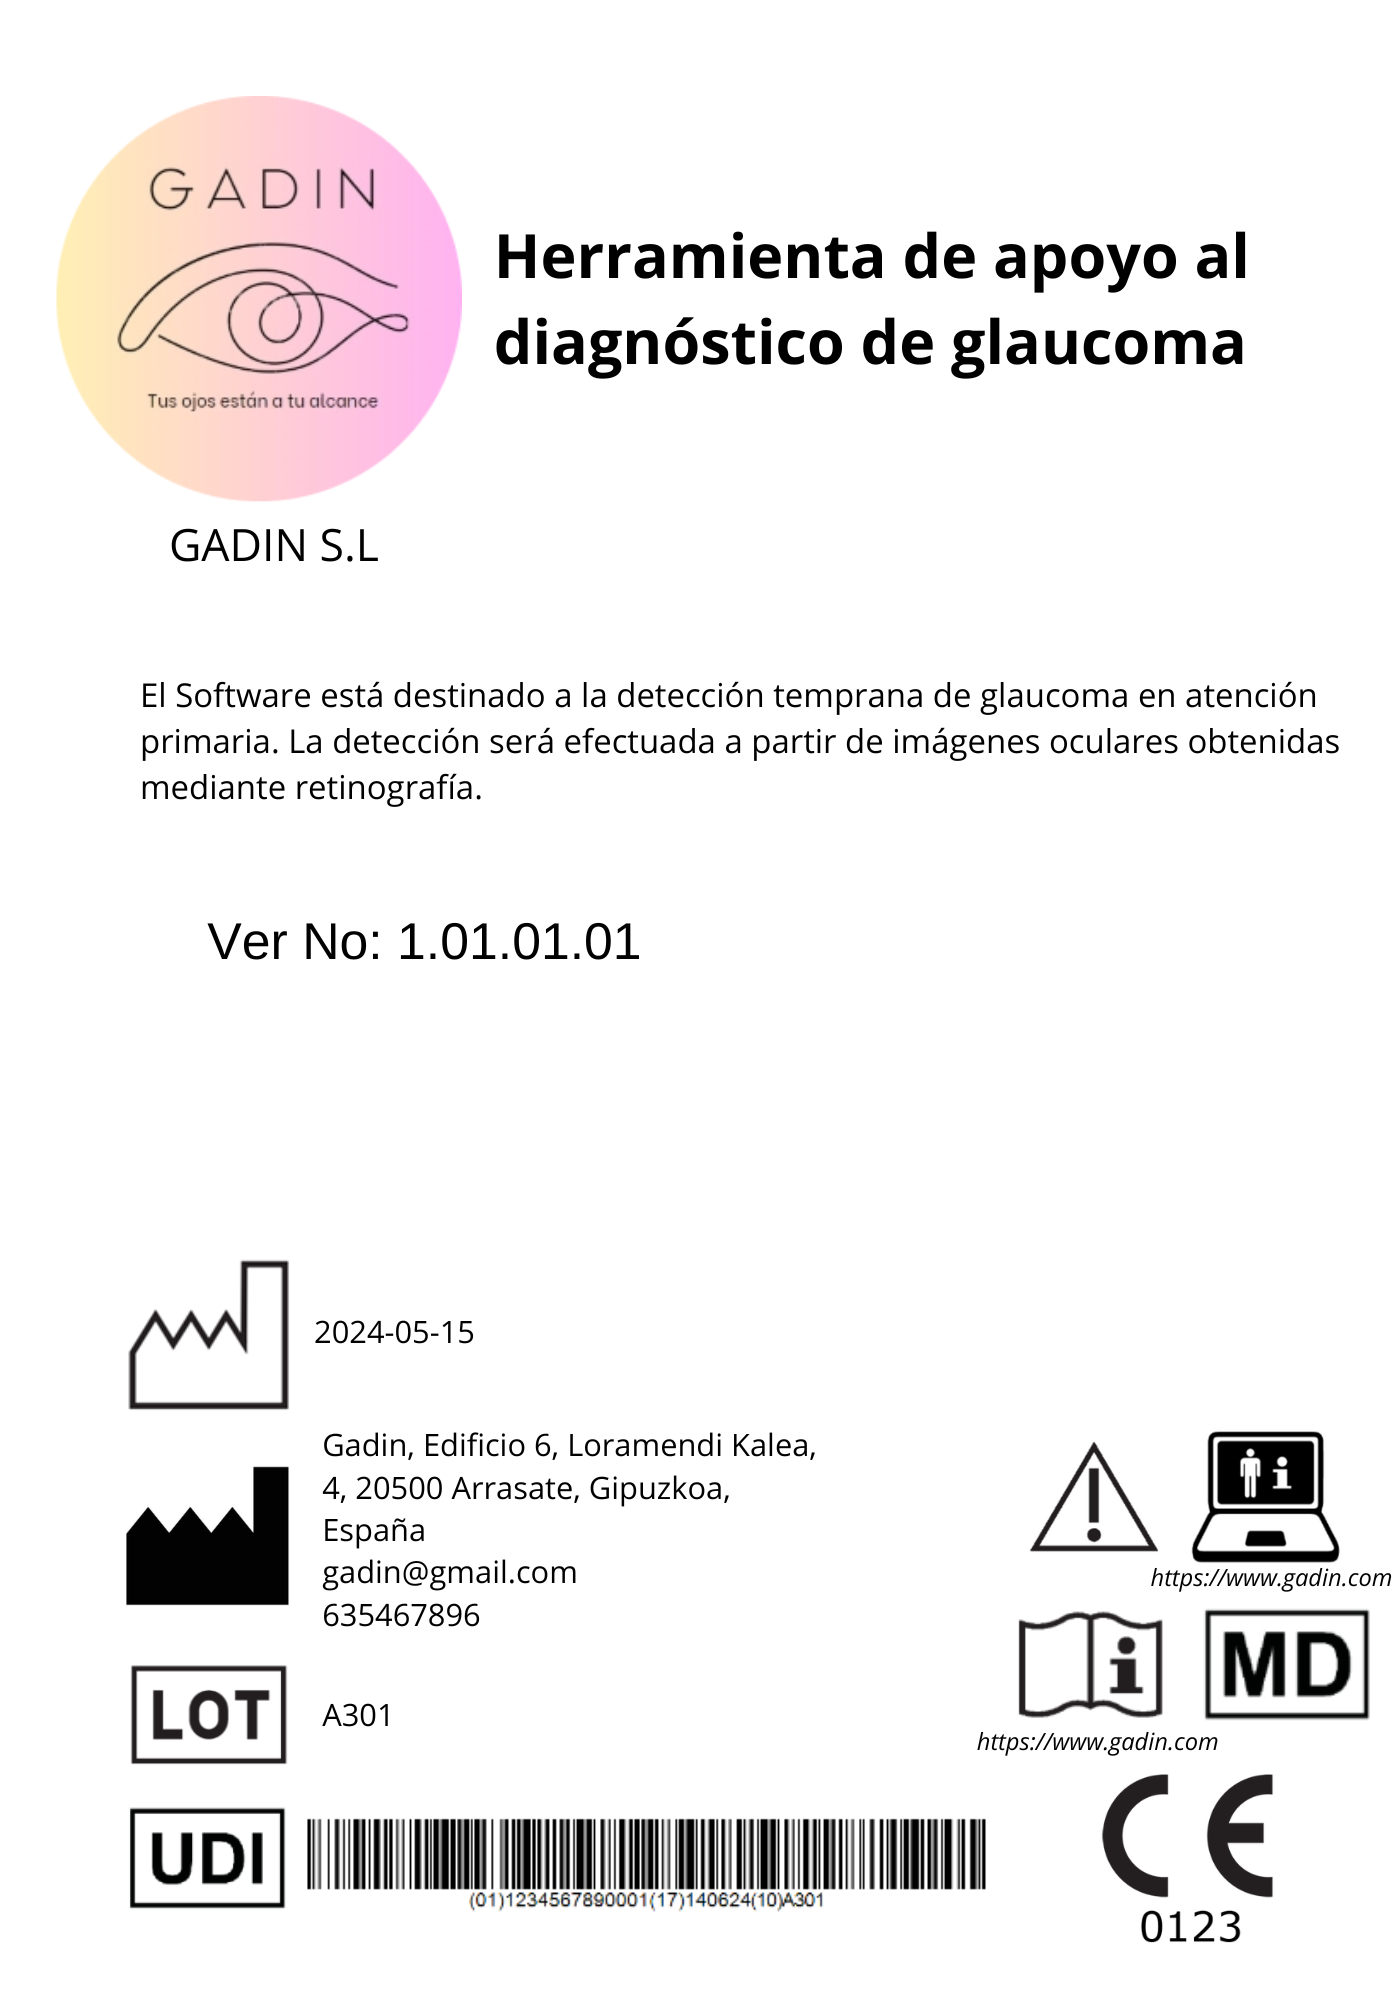 GADIN
Tus ojos están a tu alcance
Herramienta de apoyo al
diagnóstico de glaucoma
GADIN S.L
El Software está destinado a la detección temprana de glaucoma en atención
primaria. La detección será efectuada a partir de imágenes oculares obtenidas
mediante retinografía.
Ver No: 1.01.01.01
2024-05-15
Gadin, Edificio 6, Loramendi Kalea,
4, 20500 Arrasate, Gipuzkoa,
España
gadin@gmail.com
635467896
LOT
A301
UDI
(01)1234567890001(17)140624(10)A301
https://www.gadin.com
MD
https://www.gadin.com
CE
0123